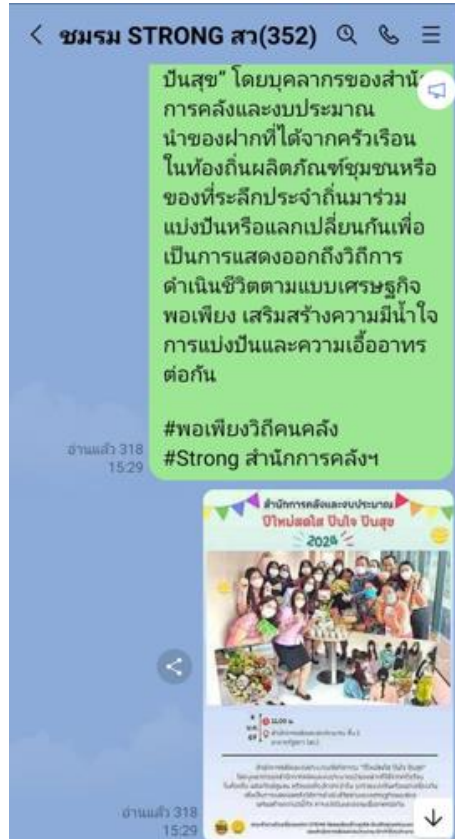 ชมรม STRONG สว(352)
ปันสุข" โดยบุคลากรของสำนัก
การคลังและงบประมาณ
นำของฝากที่ได้จากครัวเรือน
ในท้องถิ่นผลิตภัณฑ์ชุมชนหรือ
ของที่ระลึกประจำถิ่นมาร่วม
แบ่งปันหรือแลกเปลี่ยนกันเพื่อ
เป็นการแสดงออกถึงวิถีการ
ดำเนินชีวิตตามแบบเศรษฐกิจ
พอเพียง เสริมสร้างความมีน้ำใจ
การแบ่งปันและความเอื้ออาทร
ต่อกัน
#พอเพียงวิถีคนคลัง
#Strong สำนักการคลังฯ
อ่านแล้ว 318
15:29
สำนักการคลังและงบประมาณ
ปีใหม่สดใส ปันใจ ปันสุข
อ่านแล้ว 318
15:29